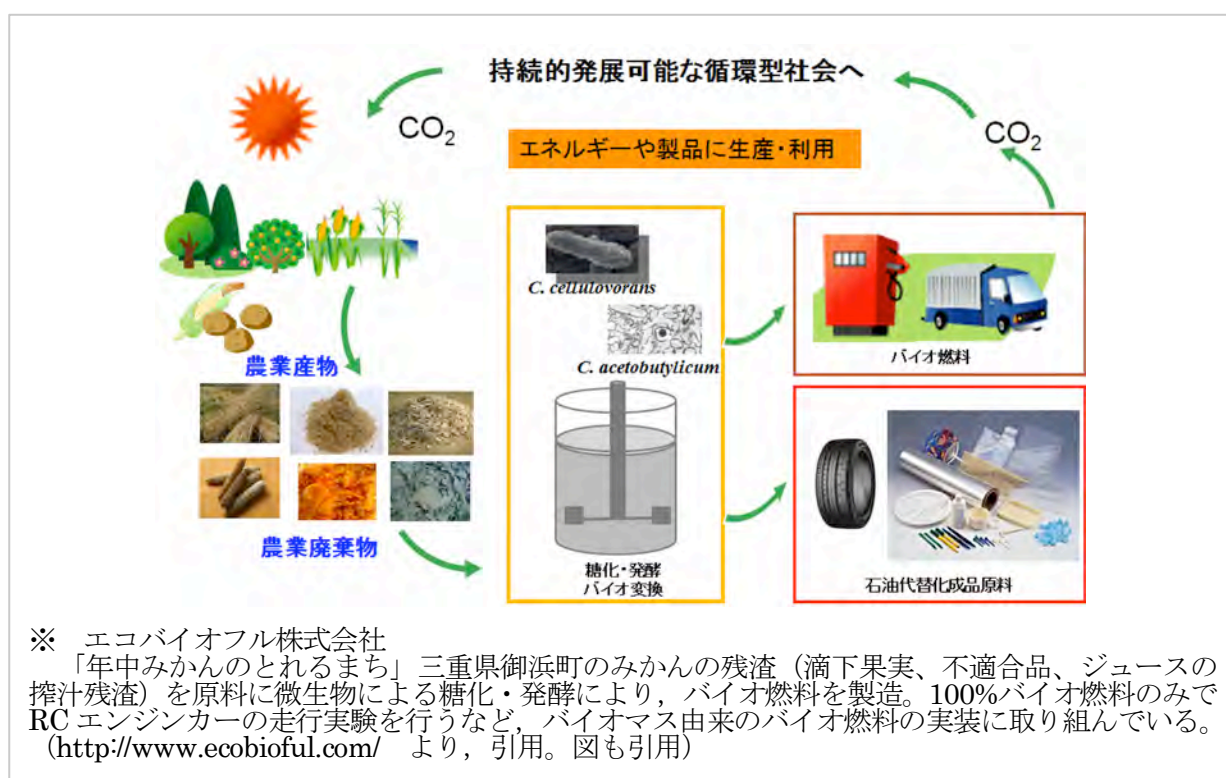 持続的発展可能な循環型社会へ
CO2
CO2
エネルギーや製品に生産・利用
C. cellulovorans
C. acetobutylicum
バイオ燃料
農業産物
農業廃棄物
糖化・発酵
バイオ変換
石油代替化成品原料
※ エコバイオフル株式会社
「年中みかんのとれるまち」三重県御浜町のみかんの残渣（滴下果実、不適合品、ジュースの
搾汁残渣）を原料に微生物による糖化・発酵により，バイオ燃料を製造。100%バイオ燃料のみで
RCエンジンカーの走行実験を行うなど，バイオマス由来のバイオ燃料の実装に取り組んでいる。
（http://www.ecobioful.com/ より，引用。図も引用）